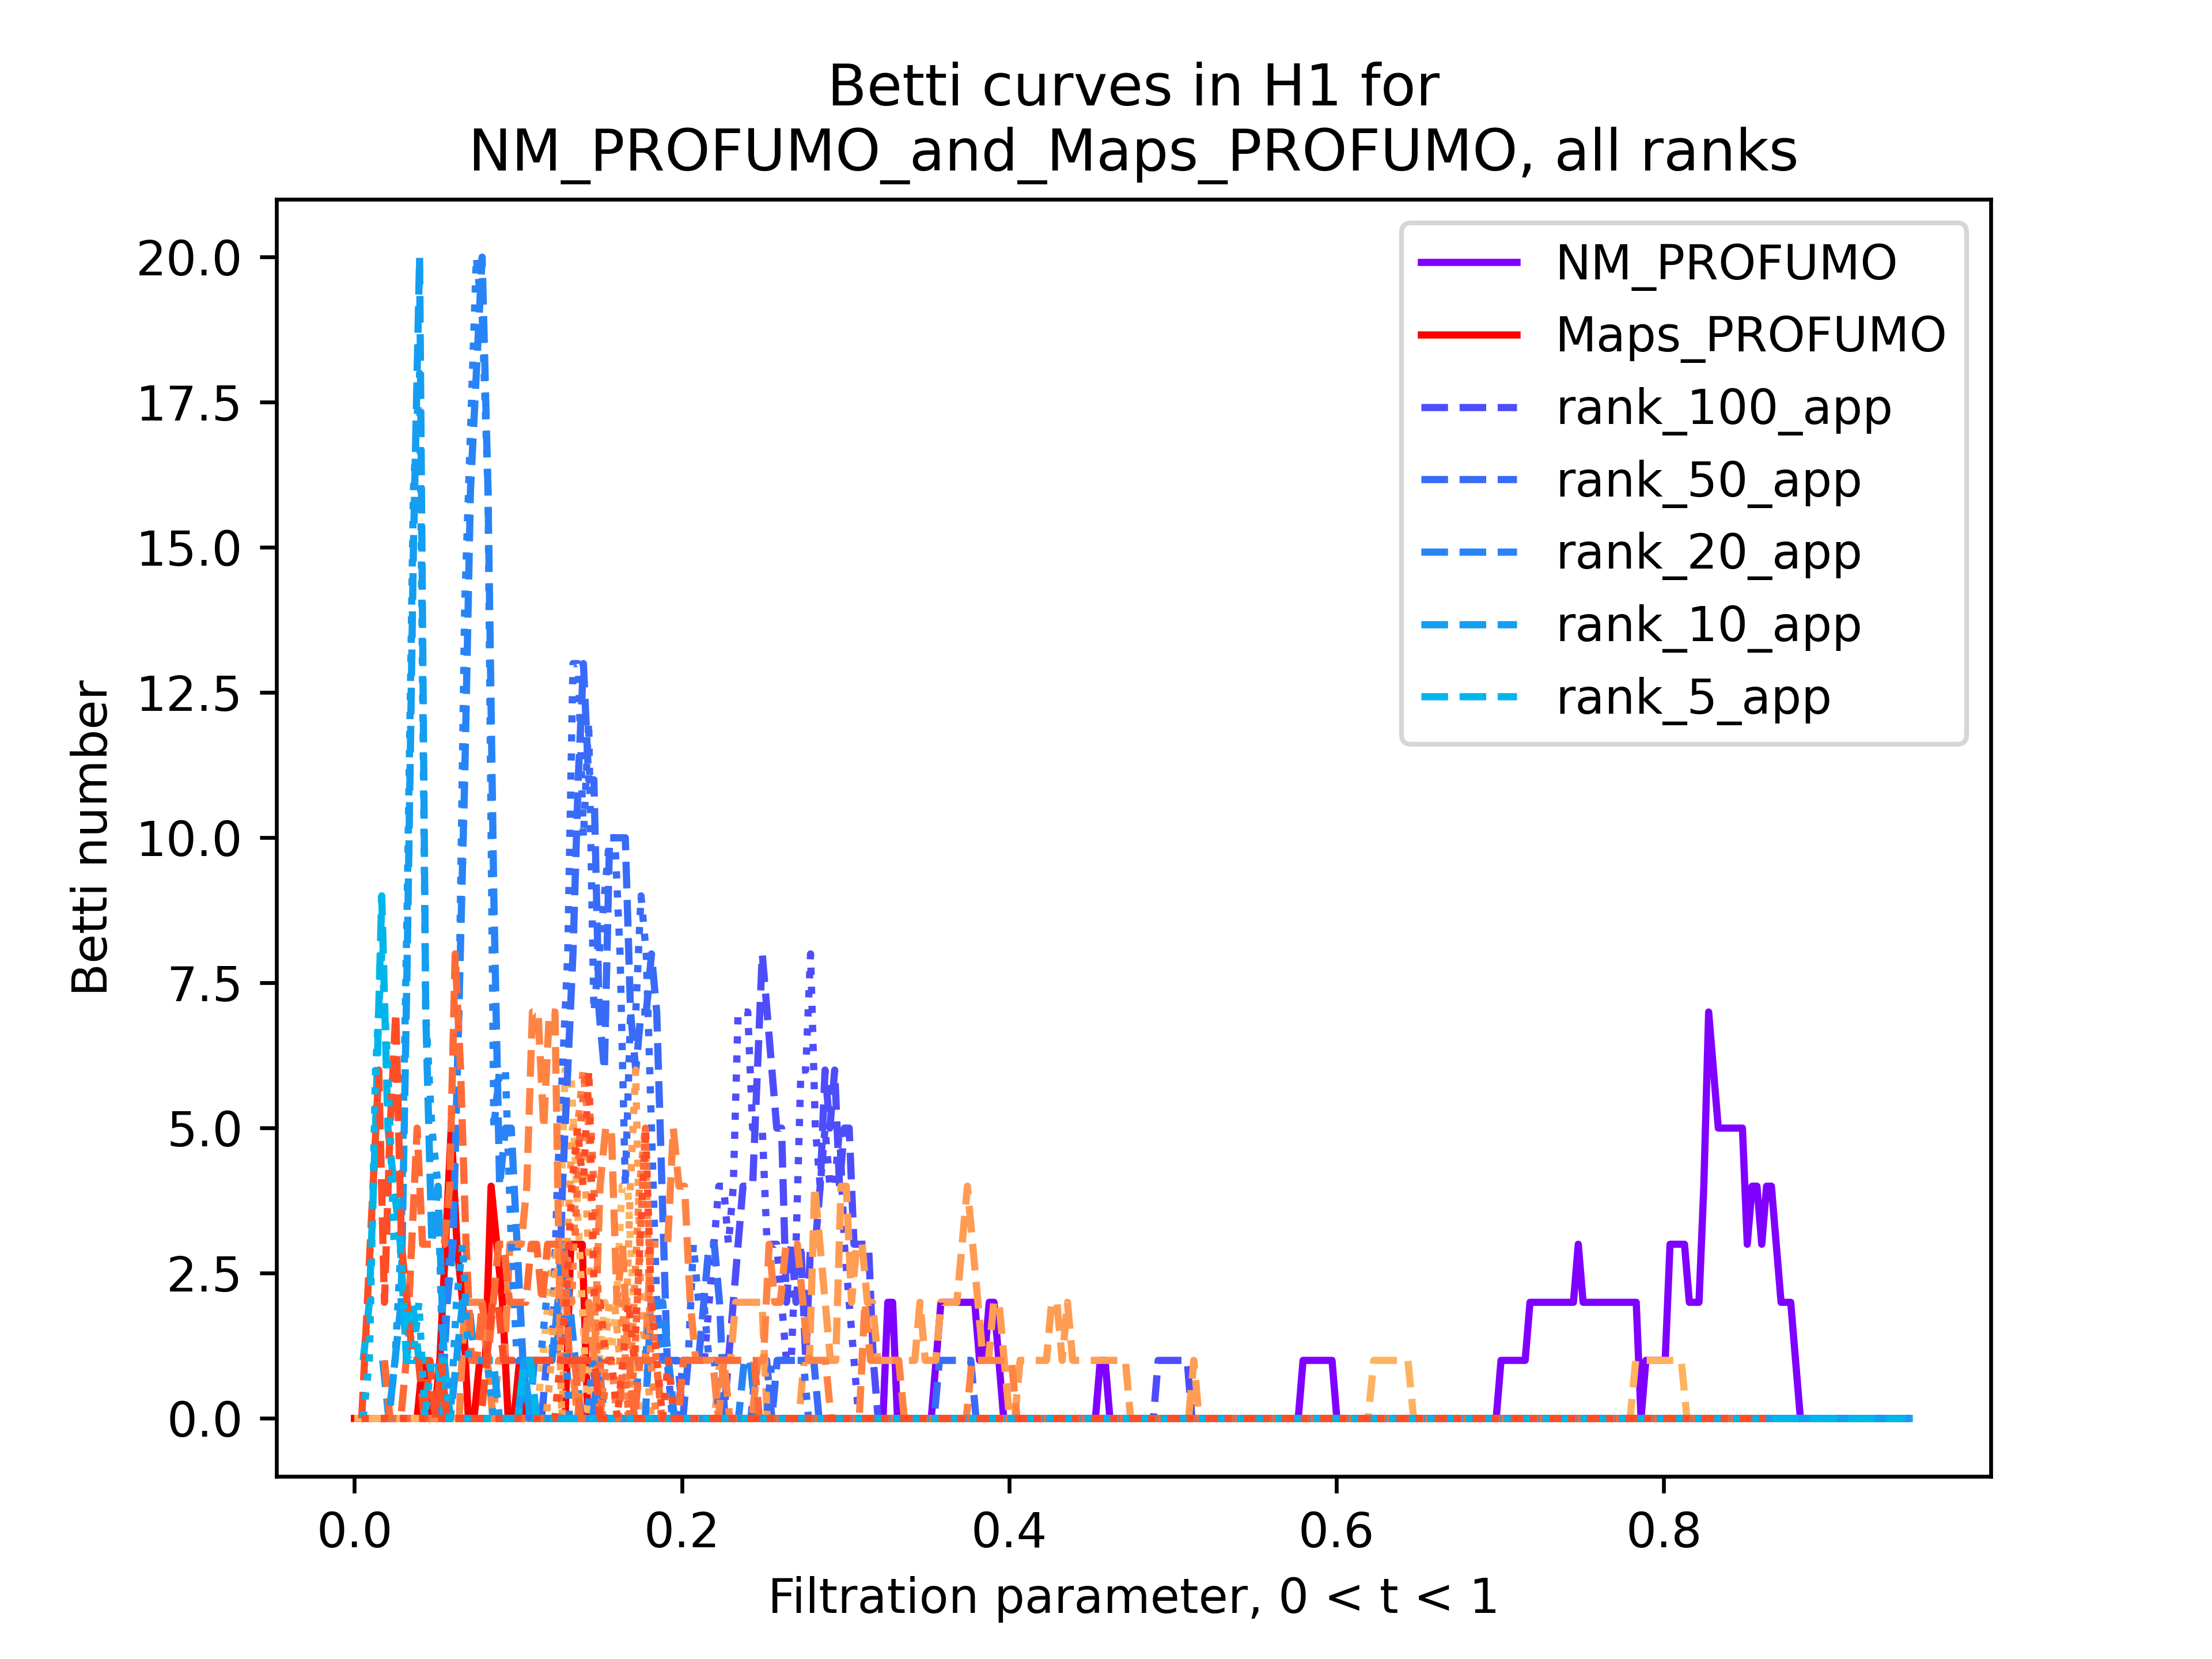 Betti curves in H1 for
NM_PROFUMO_and_Maps_PROFUMO, all ranks
NM_PROFUMO
Maps_PROFUMO
rank_100_app
rank_50_app
rank_20_app
rank_10_app
rank_5_app
Betti number
20.0
17.5
15.0
12.5
10.0
7.5
5.0
2.5
0.0
0.0 0.2 0.4 0.6 0.8
Filtration parameter, 0 < t < 1